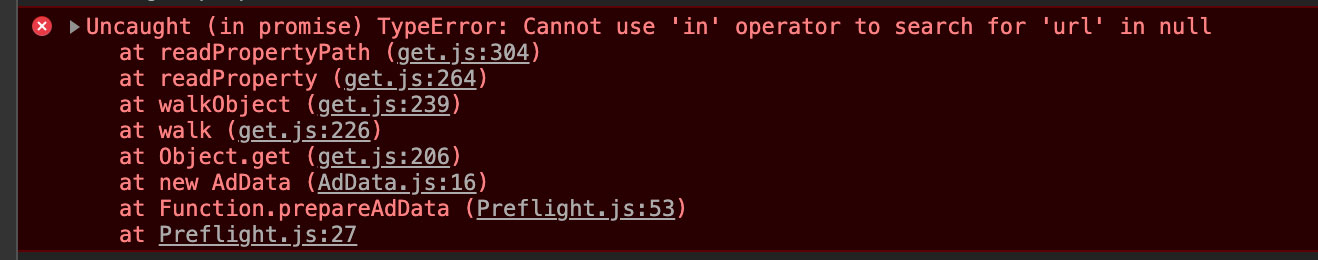 Uncaught (in promise) TypeError: Cannot use 'in' operator to search for 'url' in null
at readPropertyPath (get.js:304)
at readProperty (get.js:264)
at walkObject (get.js:239)
at walk (get.js:226)
at Object.get (get.js:206)
at new AdData (AdData.js:16)
at Function.prepareAdData (Preflight.js:53)
at Preflight.js:27